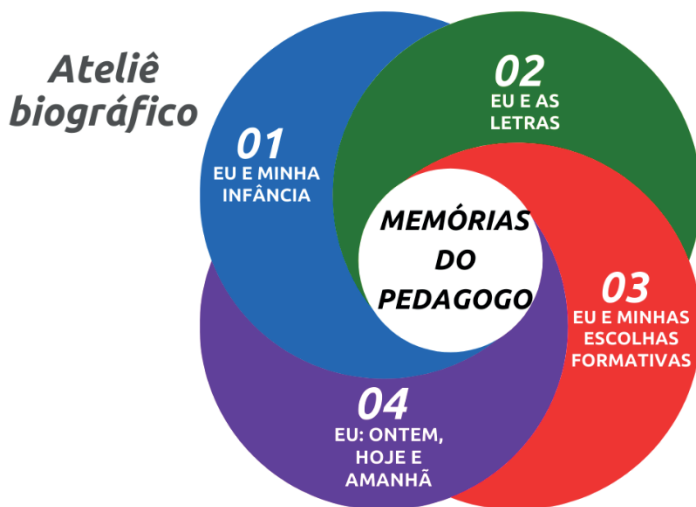 Ateliê
biográfico
01
EU E MINHA
INFÂNCIA
02
EU E AS
LETRAS
MEMÓRIAS
DO
PEDAGOGO
03
EU E MINHAS
ESCOLHAS
FORMATIVAS
04
EU: ONTEM,
HOJE E
AMANHÃ